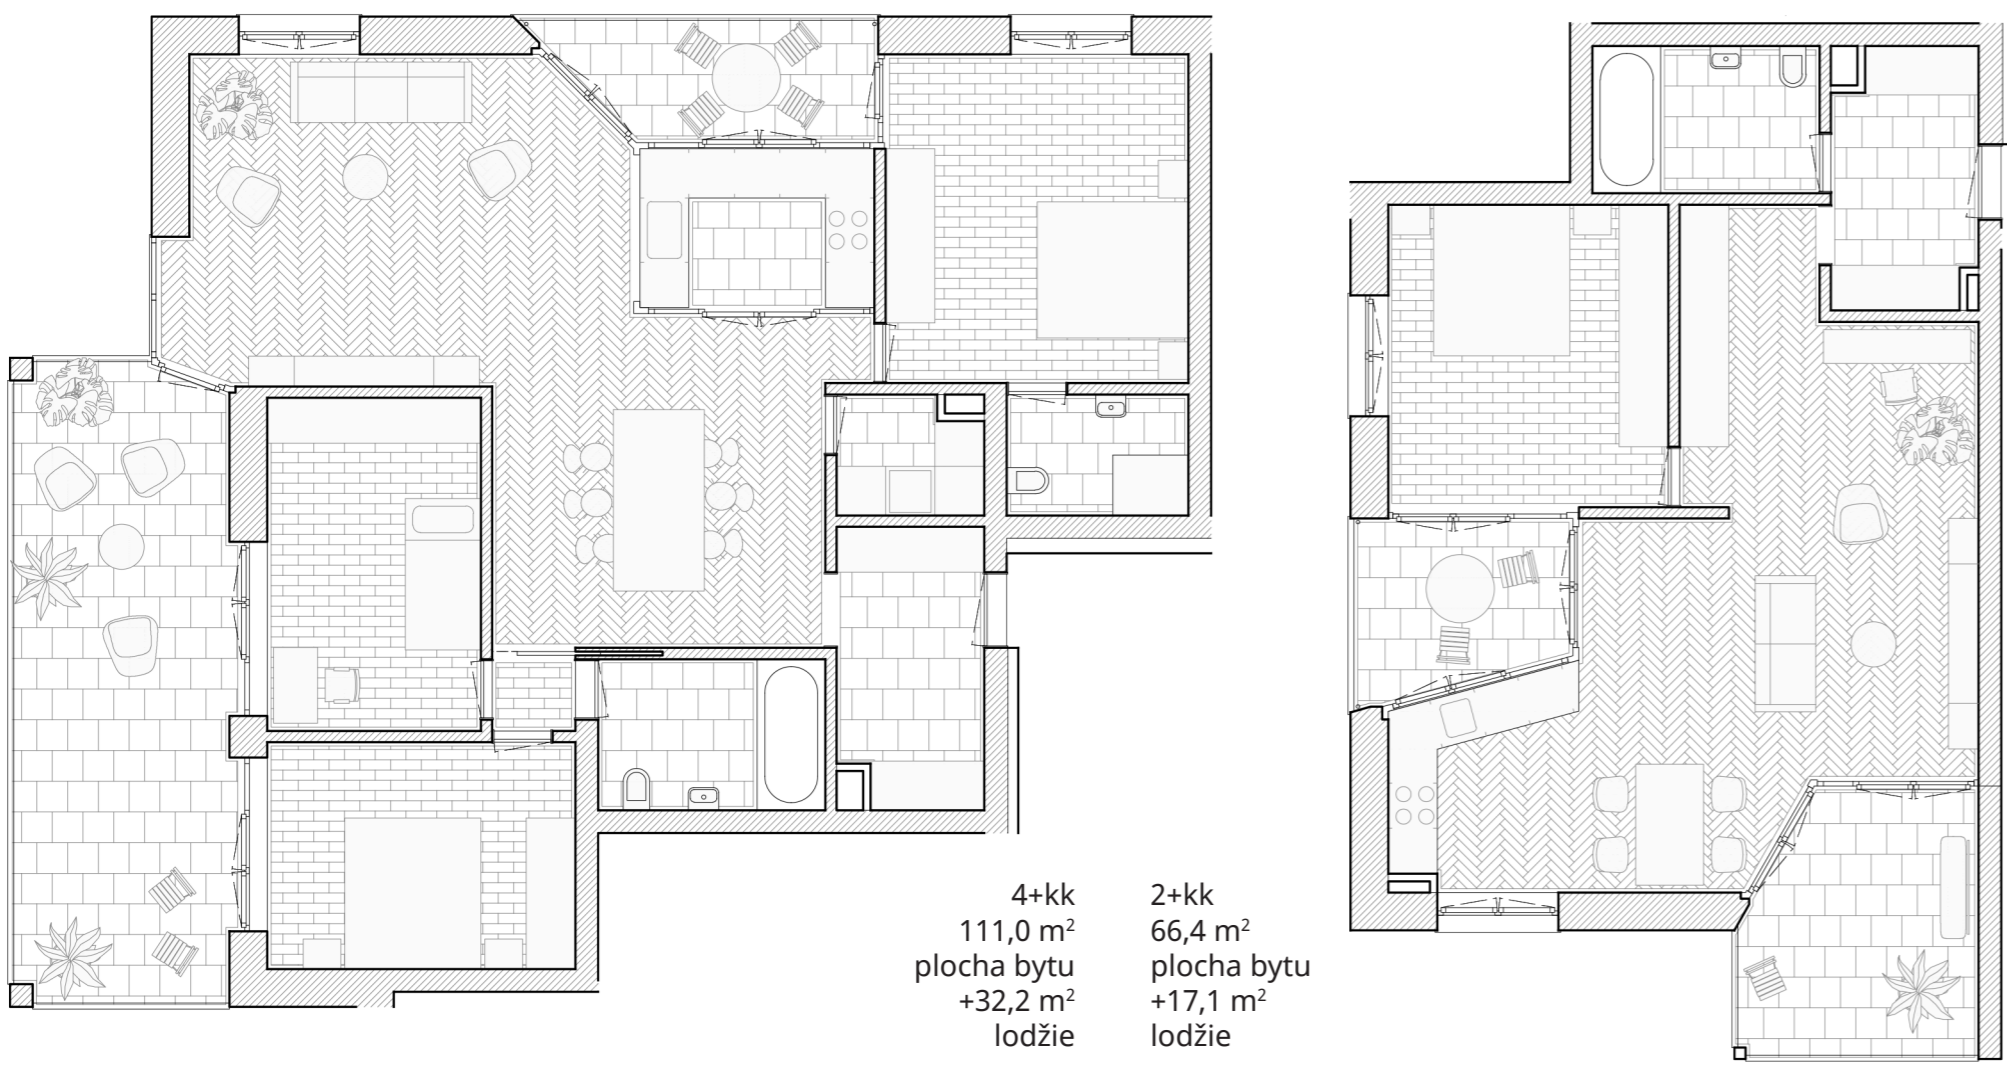 4+kk
111,0 m²
plocha bytu
+32,2 m²
lodžie
2+kk
66,4 m²
plocha bytu
+17,1 m²
lodžie